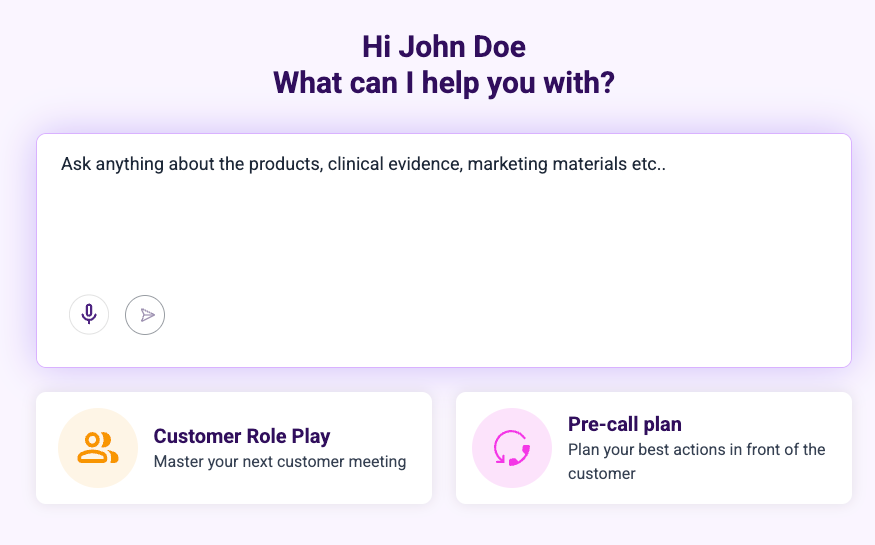 Hi John Doe
What can I help you with?
Ask anything about the products, clinical evidence, marketing materials etc..
Customer Role Play
Master your next customer meeting
Pre-call plan
Plan your best actions in front of the
customer